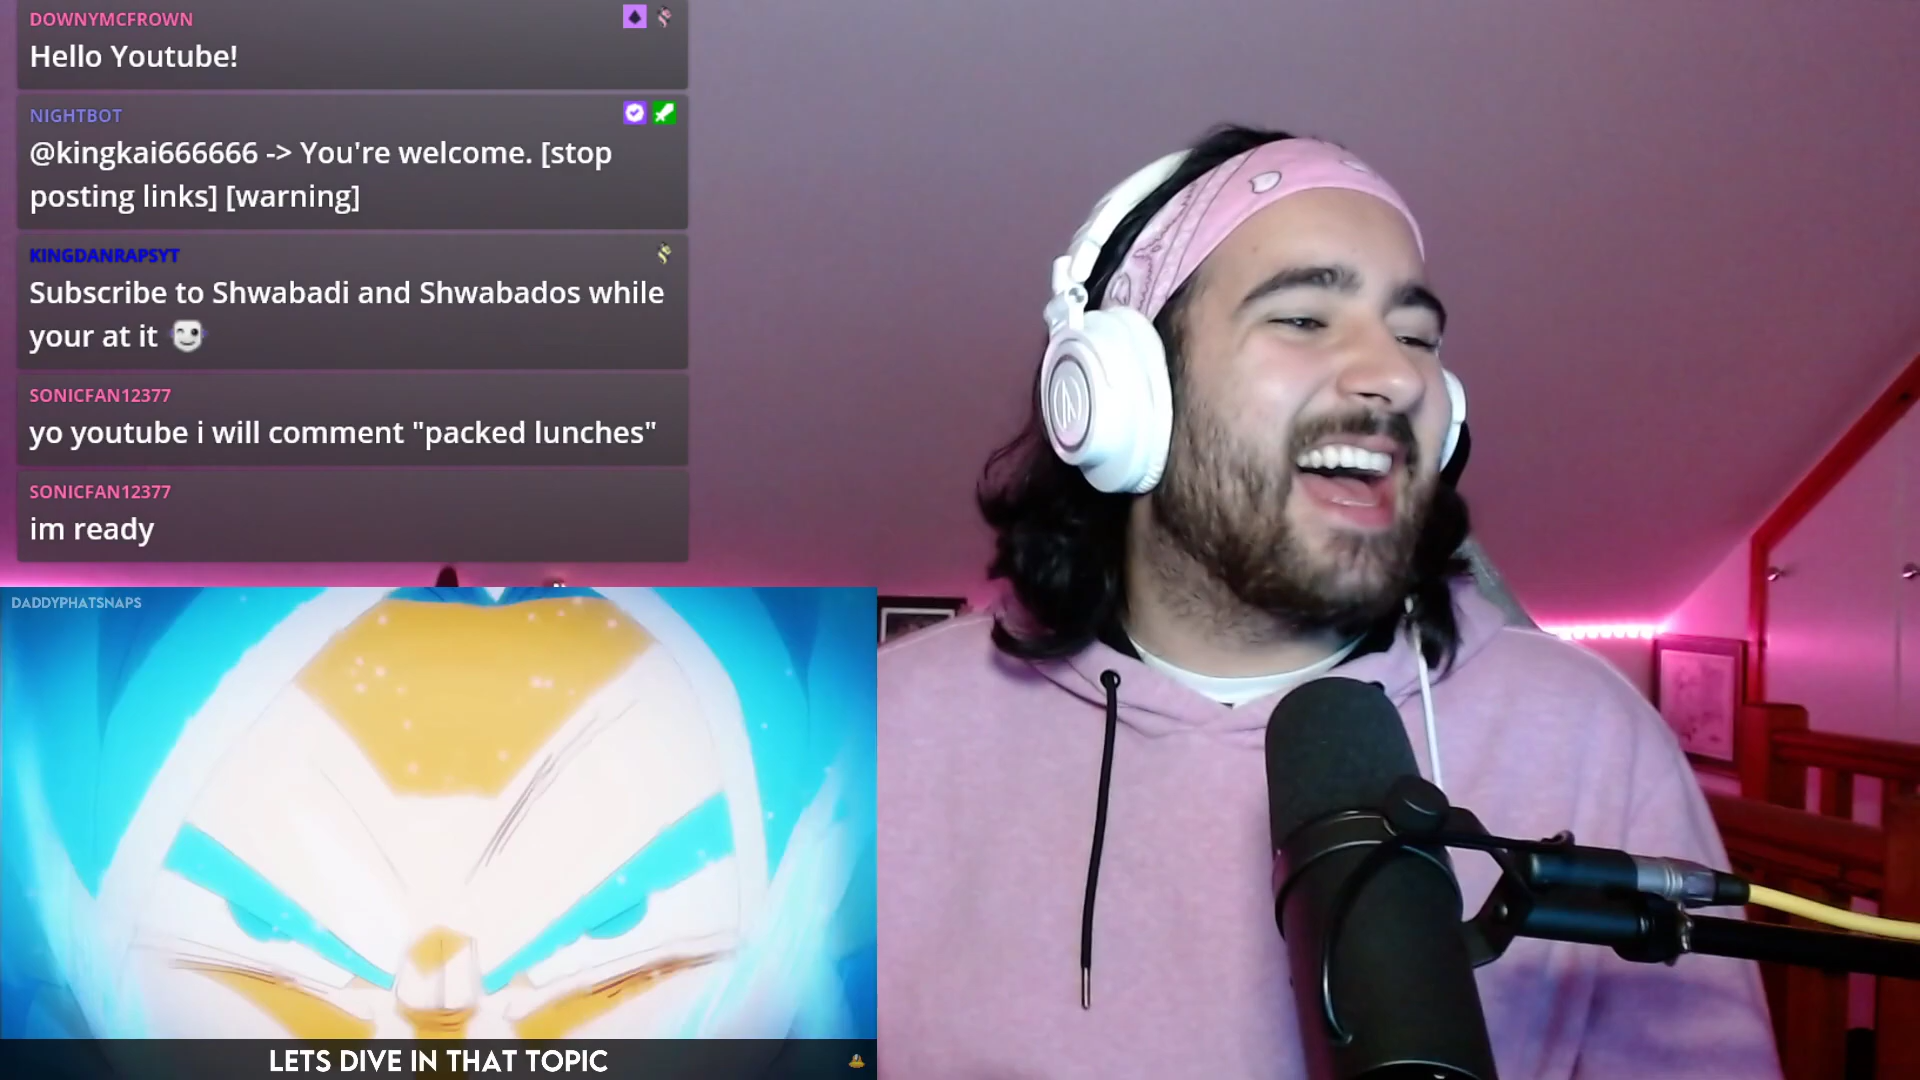 DOWNYMCFROWN
Hello Youtube!
NIGHTBOT
@kingkai666666 -> You're welcome. [stop
posting links] [warning]
KINGDANRAPSYT
Subscribe to Shwabadi and Shwabados while
your at it
SONICFAN12377
yo youtube i will comment "packed lunches"
SONICFAN12377
im ready
DADDYPHATSNAPS
LETS DIVE IN THAT TOPIC